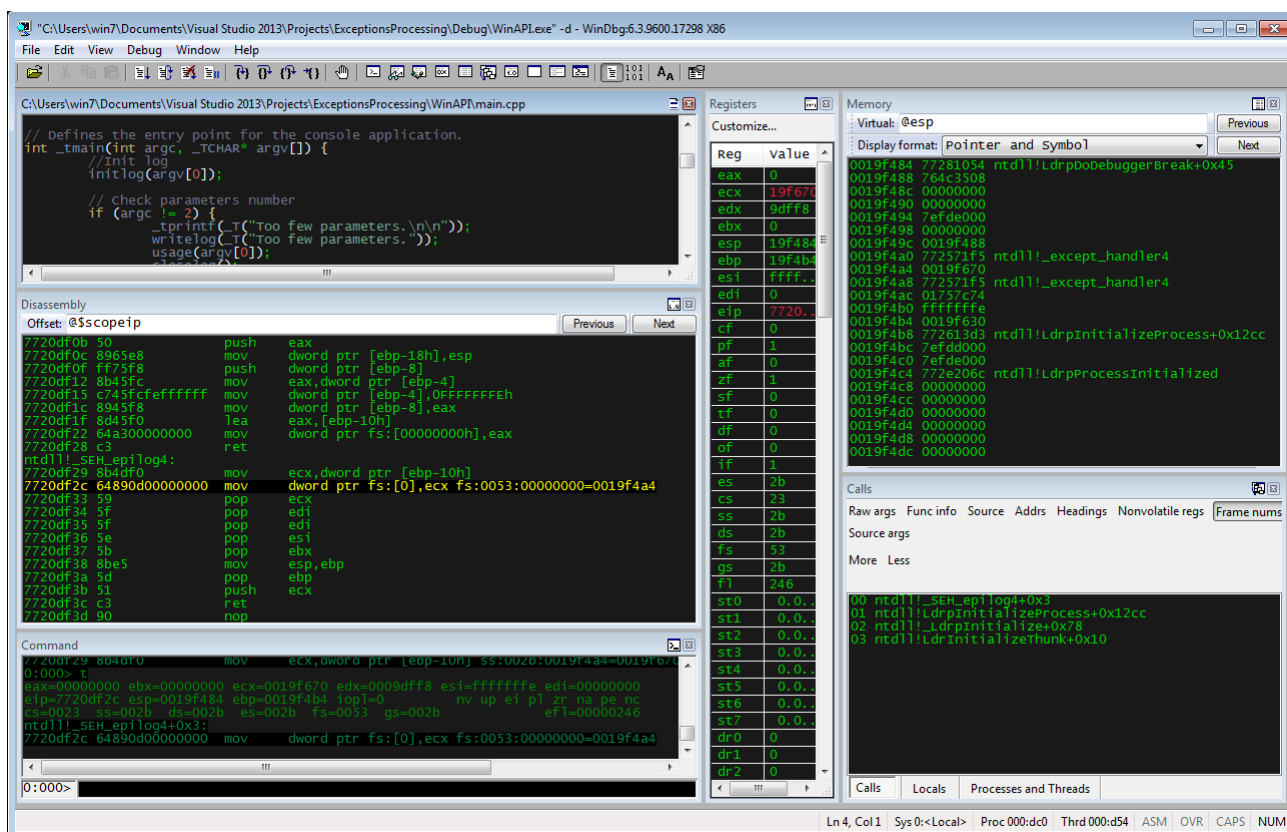 "C:\Users\win7\Documents\Visual Studio 2013\Projects\ExceptionsProcessing\Debug\WinAPI.exe" -d - WinDbg:6.3.9600.17298 X86
File Edit View Debug Window Help
C:\Users\win7\Documents\Visual Studio 2013\Projects\ExceptionsProcessing\WinAPI\main.cpp
// Defines the entry point for the console application.
int _tmain(int argc, _TCHAR* argv[]) {
//Init log
initlog(argv[0]);
// Check parameters number
if (argc != 2) {
_tprintf(_T("Too few parameters.\n\n"));
writelog(_T("Too few parameters."));
usage(argv[0]);
closelog();
Disassembly
Offset: @$scopeip
Previous Next
7720df0b 50 push eax
7720df0c 8965e8 mov dword ptr [ebp-18h],esp
7720df0f ff75f8 push dword ptr [ebp-8]
7720df12 8b45fc mov eax,dword ptr [ebp-4]
7720df15 c745fcfeffffff mov dword ptr [ebp-4],0FFFFFFFEh
7720df1c 8945f8 mov dword ptr [ebp-8],eax
7720df1f 8d45f0 lea eax,[ebp-10h]
7720df22 64a300000000 mov dword ptr fs:[00000000h],eax
7720df28 c3 ret
ntdll!_SEH_epilog4:
7720df29 8b4df0 mov ecx,dword ptr [ebp-10h]
7720df2c 64890d00000000 mov dword ptr fs:[0],ecx fs:0053:00000000=0019f4a4
7720df33 59 pop ecx
7720df34 5f pop edi
7720df35 5f pop edi
7720df36 5e pop esi
7720df37 5b pop ebx
7720df38 8be5 mov esp,ebp
7720df3a 5d pop ebp
7720df3b 51 push ecx
7720df3c c3 ret
7720df3d 90 nop
Command
7720df29 8b4df0 mov ecx,dword ptr [ebp-10h] ss:002b:0019f4a4=0019f670
0:000> t
eax=00000000 ebx=00000000 ecx=0019f670 edx=0009dff8 esi=fffffffe edi=00000000
eip=7720df2c esp=0019f484 ebp=0019f4b4 iopl=0 nv up ei pl zr na pe nc
cs=0023 ss=002b ds=002b es=002b fs=0053 gs=002b efl=00000246
ntdll!_SEH_epilog4+0x3:
7720df2c 64890d00000000 mov dword ptr fs:[0],ecx fs:0053:00000000=0019f4a4
0:000>
Registers
Customize...
Reg Value
eax 0
ecx 19f670
edx 9dff8
ebx 0
esp 19f484
ebp 19f4b4
esi ffff..
edi 0
eip 7720..
cf 0
pf 1
af 0
zf 1
sf 0
tf 0
df 0
of 0
if 1
es 2b
cs 23
ss 2b
ds 2b
fs 53
gs 2b
fl 246
st0 0.0..
st1 0.0..
st2 0.0..
st3 0.0..
st4 0.0..
st5 0.0..
st6 0.0..
st7 0.0..
dr0 0
dr1 0
dr2 0
Memory
Virtual: @esp Previous
Display format: Pointer and Symbol Next
0019f484 77281054 ntdll!LdrpDoDebuggerBreak+0x45
0019f488 764c3508
0019f48c 00000000
0019f490 00000000
0019f494 7efde000
0019f498 00000000
0019f49c 0019f488
0019f4a0 772571f5 ntdll!_except_handler4
0019f4a4 0019f670
0019f4a8 772571f5 ntdll!_except_handler4
0019f4ac 01757c74
0019f4b0 fffffffe
0019f4b4 0019f630
0019f4b8 772613d3 ntdll!LdrpInitializeProcess+0x12cc
0019f4bc 7efdd000
0019f4c0 7efde000
0019f4c4 772e206c ntdll!LdrpProcessInitialized
0019f4c8 00000000
0019f4cc 00000000
0019f4d0 00000000
0019f4d4 00000000
0019f4d8 00000000
0019f4dc 00000000
Calls
Raw args Func info Source Addrs Headings Nonvolatile regs Frame nums
Source args
More Less
00 ntdll!_SEH_epilog4+0x3
01 ntdll!LdrpInitializeProcess+0x12cc
02 ntdll!_LdrpInitialize+0x78
03 ntdll!LdrInitializeThunk+0x10
Calls Locals Processes and Threads
Ln 4, Col 1 Sys 0:<Local> Proc 000:dc0 Thrd 000:d54 ASM OVR CAPS NUM